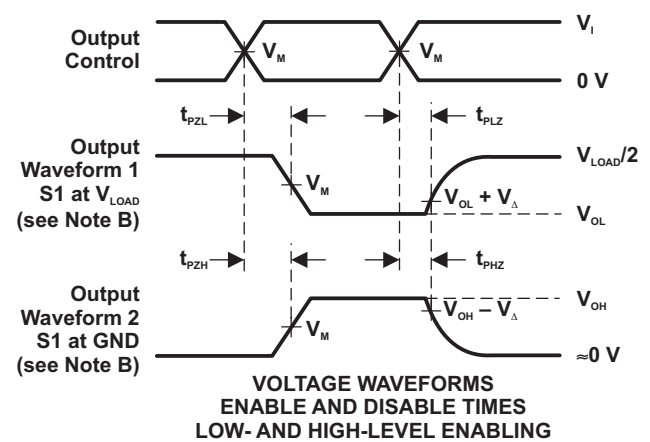 Output
Control
V_M
V_M
V_I
0 V
t_PZL
t_PLZ
Output
Waveform 1
S1 at V_LOAD
(see Note B)
V_M
V_OL + V_Δ
V_LOAD/2
V_OL
t_PZH
t_PHZ
Output
Waveform 2
S1 at GND
(see Note B)
V_M
V_OH – V_Δ
V_OH
≈0 V
VOLTAGE WAVEFORMS
ENABLE AND DISABLE TIMES
LOW- AND HIGH-LEVEL ENABLING